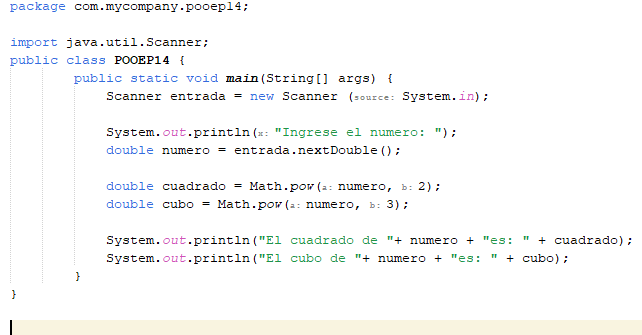 package com.mycompany.pooep14;
import java.util.Scanner;
public class POOEP14 {
public static void main(String[] args) {
Scanner entrada = new Scanner (source: System.in);
System.out.println(x: "Ingrese el numero: ");
double numero = entrada.nextDouble();
double cuadrado = Math.pow(a: numero, b: 2);
double cubo = Math.pow(a: numero, b: 3);
System.out.println("El cuadrado de "+ numero + "es: " + cuadrado);
System.out.println("El cubo de "+ numero + "es: " + cubo);
}
}